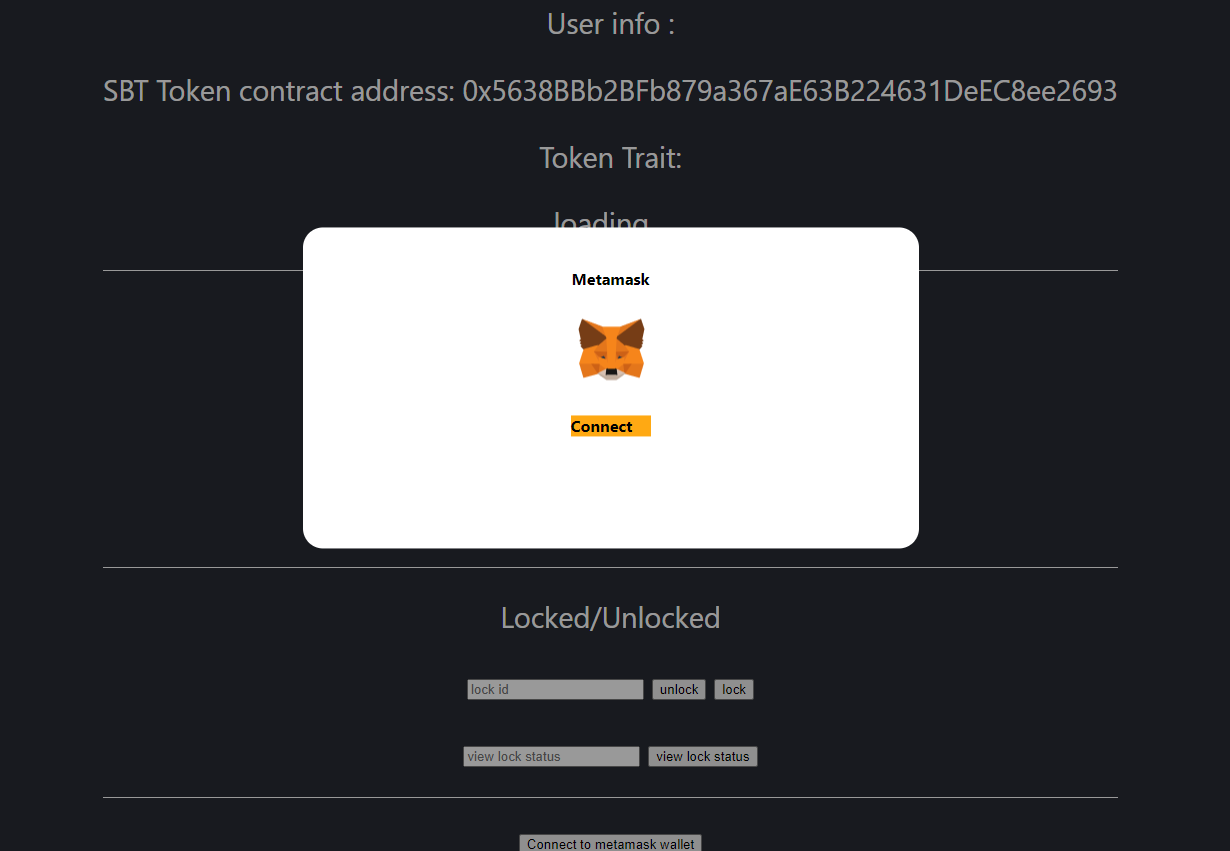 User info :
SBT Token contract address: 0x5638BBb2BFb879a367aE63B224631DeEC8ee2693
Token Trait:
loading
Metamask
Connect
Locked/Unlocked
lock id unlock lock
view lock status view lock status
Connect to metamask wallet